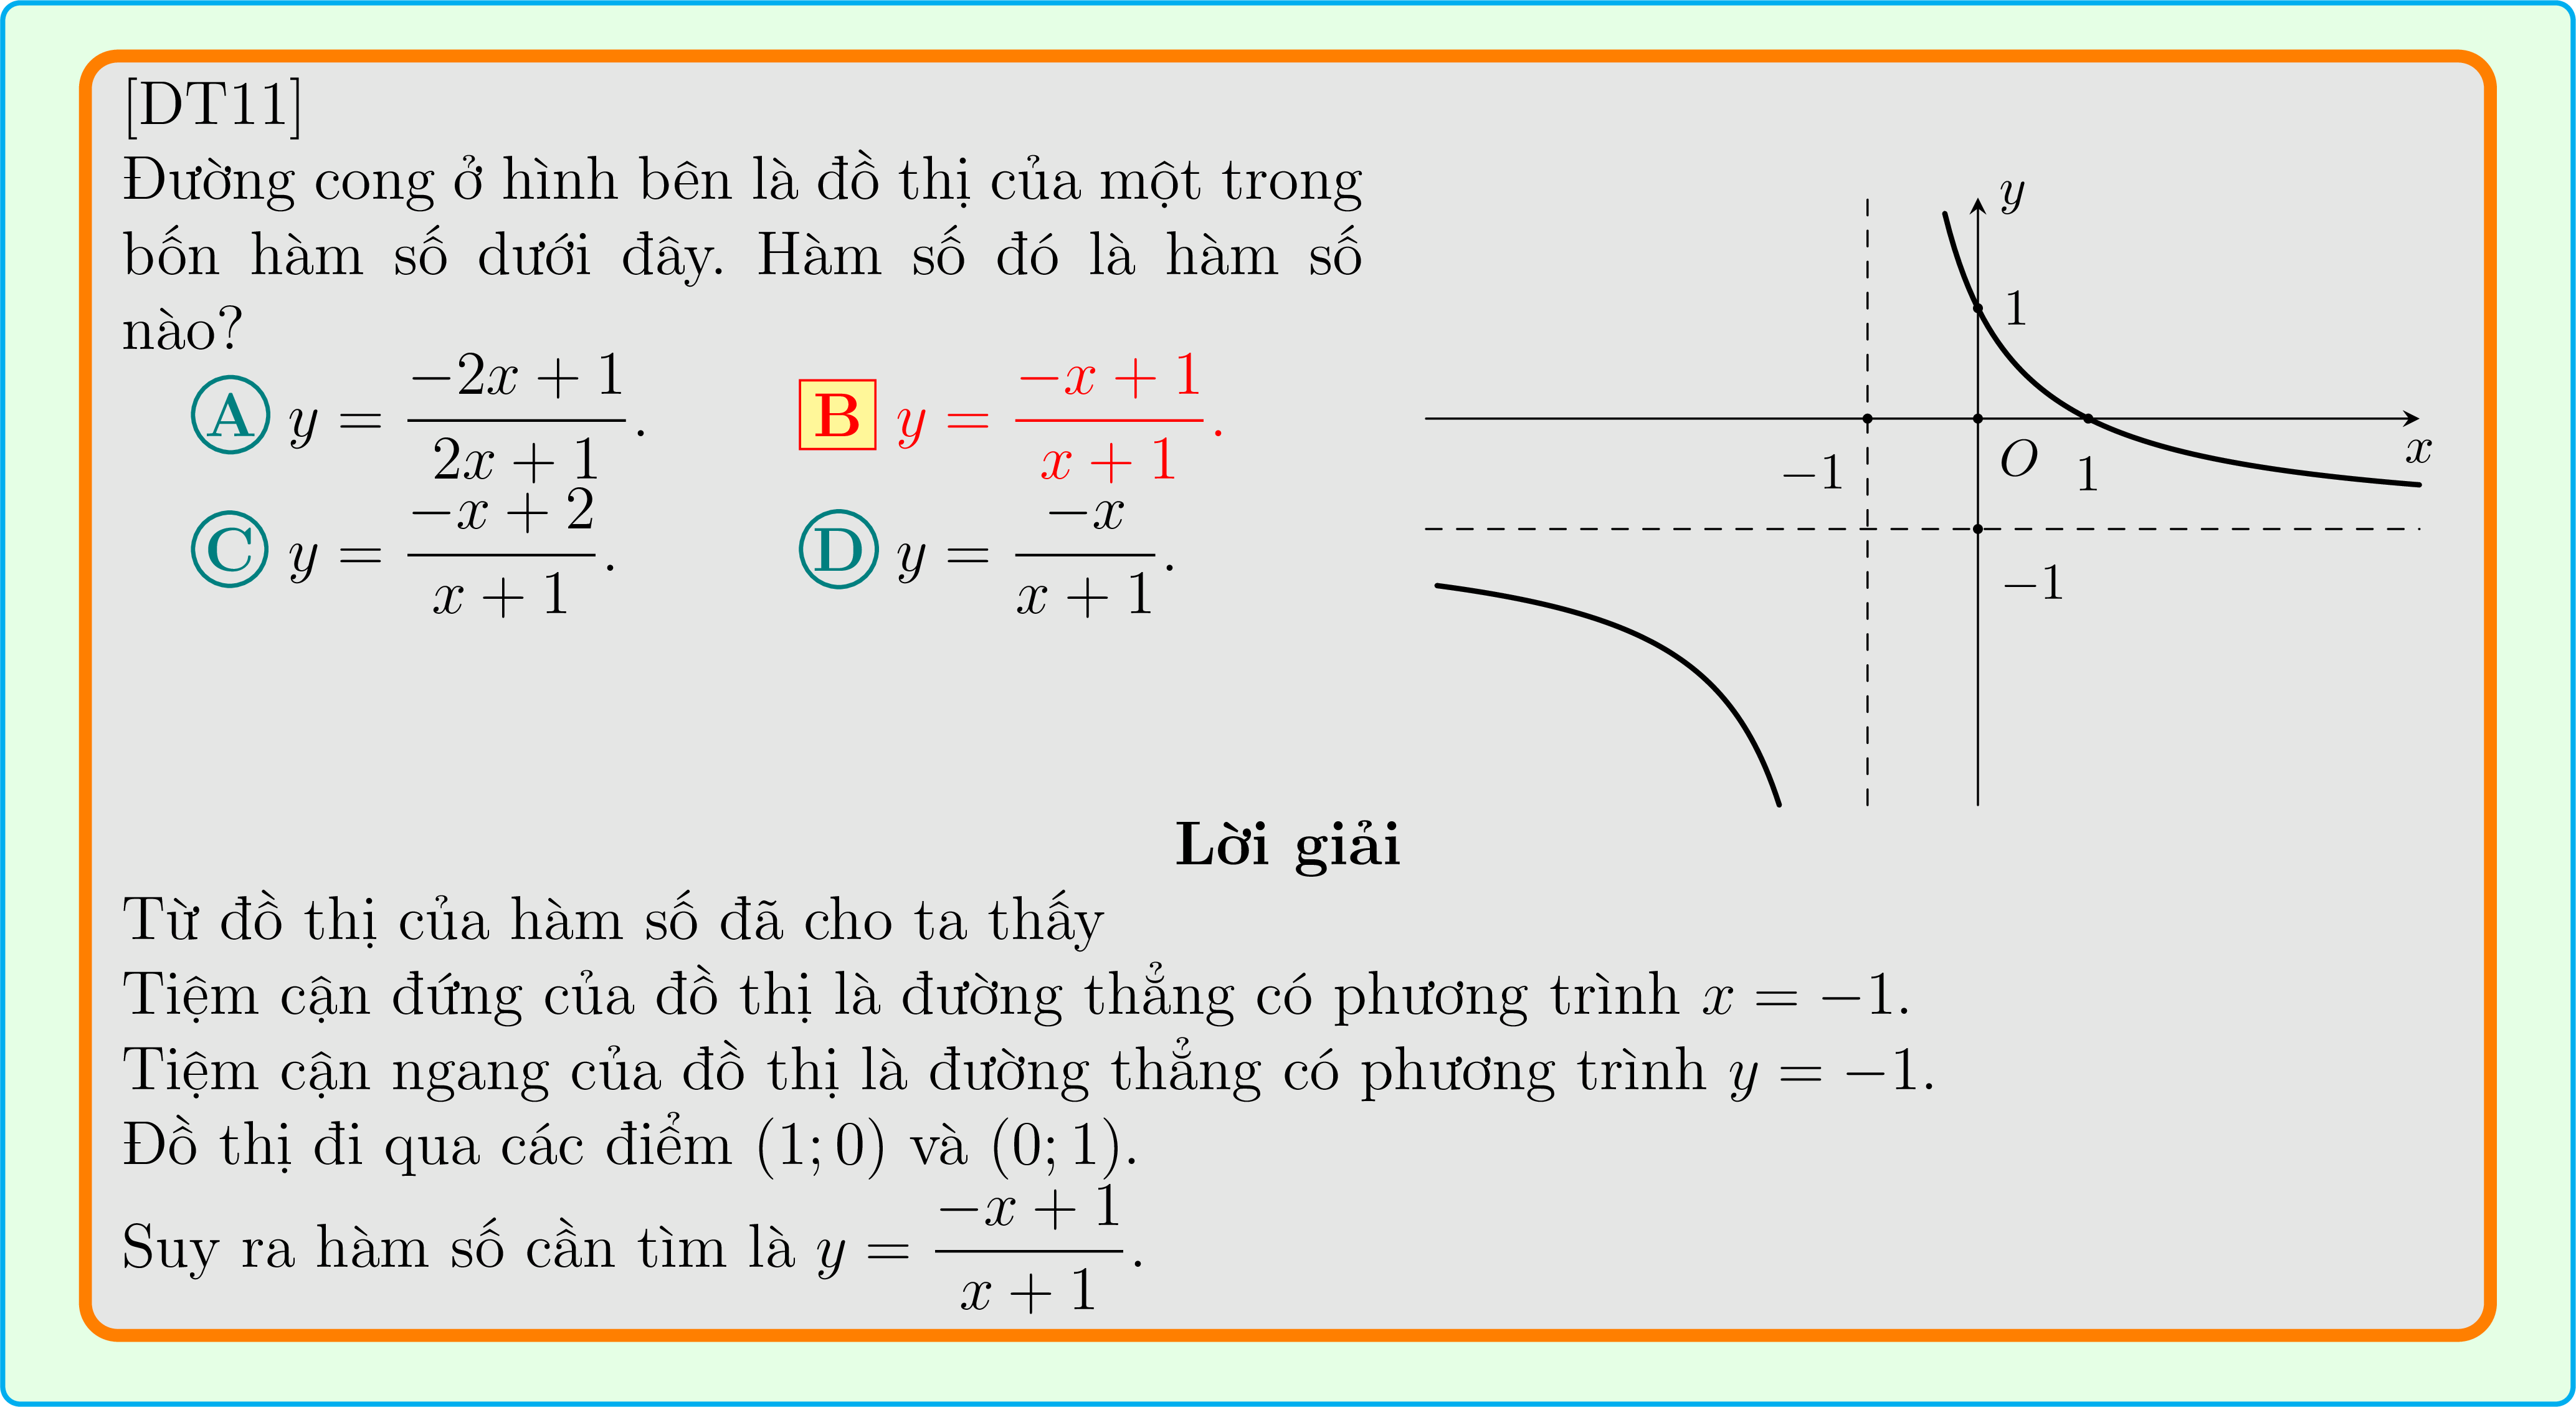 [DT11]
Đường cong ở hình bên là đồ thị của một trong
bốn hàm số dưới đây. Hàm số đó là hàm số
nào?
A y = \frac{-2x + 1}{2x + 1}. B y = \frac{-x + 1}{x + 1}.
C y = \frac{-x + 2}{x + 1}. D y = \frac{-x}{x + 1}.
y
1
x
−1
O
1
−1
Lời giải
Từ đồ thị của hàm số đã cho ta thấy
Tiệm cận đứng của đồ thị là đường thẳng có phương trình x = −1.
Tiệm cận ngang của đồ thị là đường thẳng có phương trình y = −1.
Đồ thị đi qua các điểm (1; 0) và (0; 1).
Suy ra hàm số cần tìm là y = \frac{-x + 1}{x + 1}.